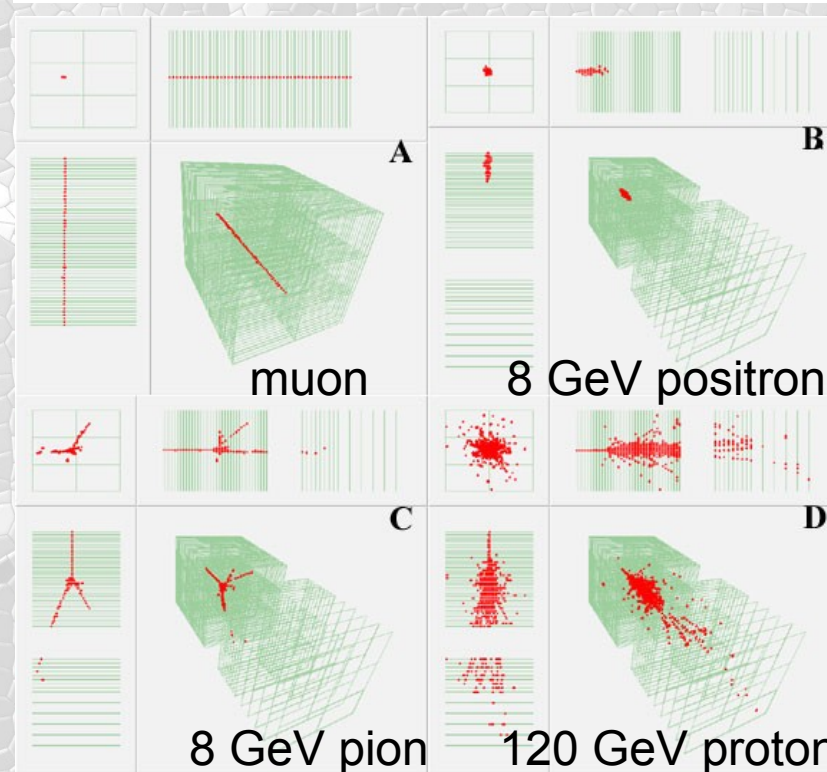 A
B
muon
8 GeV positron
C
D
8 GeV pion
120 GeV proton